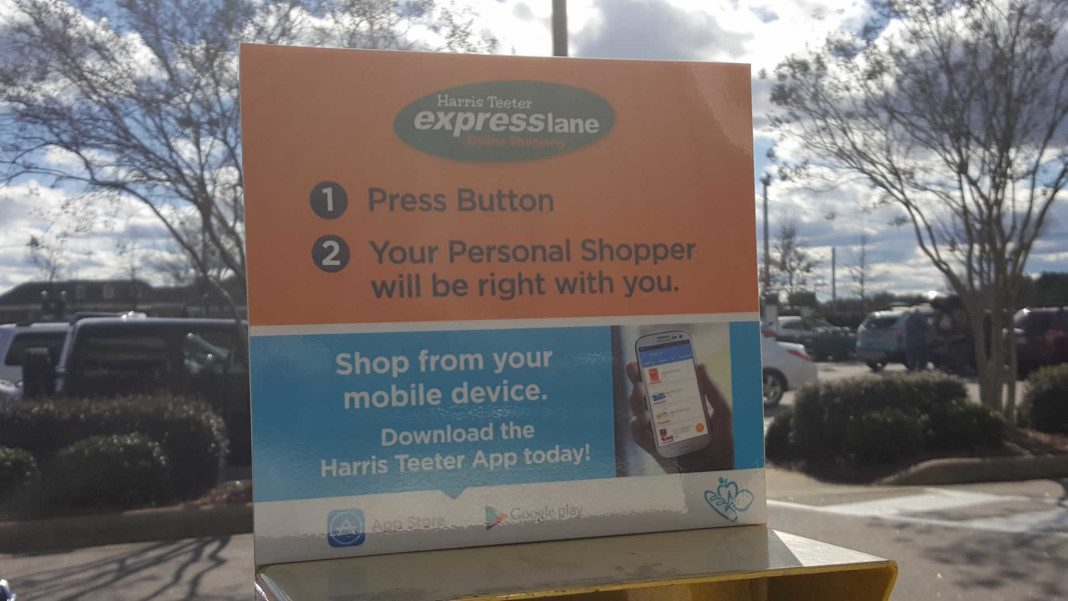 Harris Teeter
expresslane
Online Shopping
1 Press Button
2 Your Personal Shopper
will be right with you.
Shop from your
mobile device.
Download the
Harris Teeter App today!
App Store
Google play